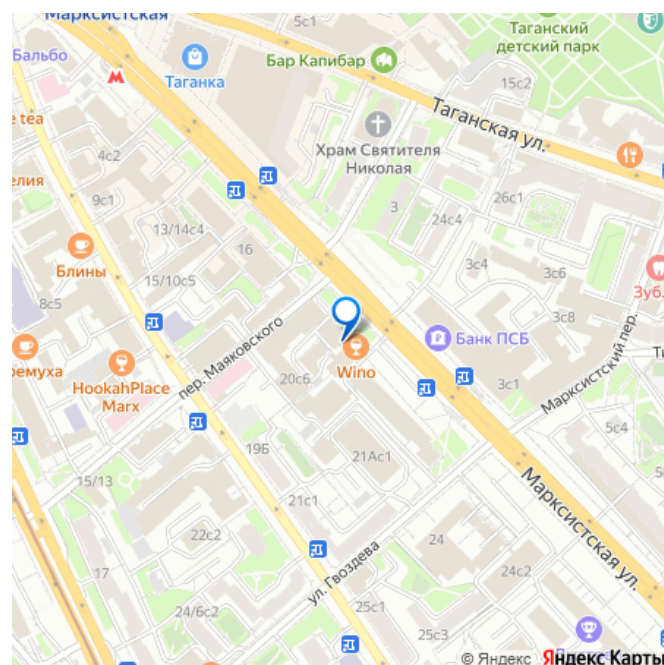 Марксистская
5с1
Таганский
детский парк
Бальбо
Таганка
Бар Капибар
15с2
Таганская ул.
e tea
Храм Святителя
Николая
4с2
елия
9с1
3
26с1
24с4
13/14с4
16
3с4
3с6
Блины
15/10с5
Зуб.
8с5
3с8
Банк ПСБ
Марксистский пер.
Ти
ремуха
HookahPlace
Marx
пер. Маяковского
Wino
20с6
3с1
5с4
19Б
21Ас1
15/13
Марксистская ул.
21с1
22с2
24
ул. Гвоздева
17
24с2
24/6с2
25с1
25с3
© Яндекс Яндекс Карты